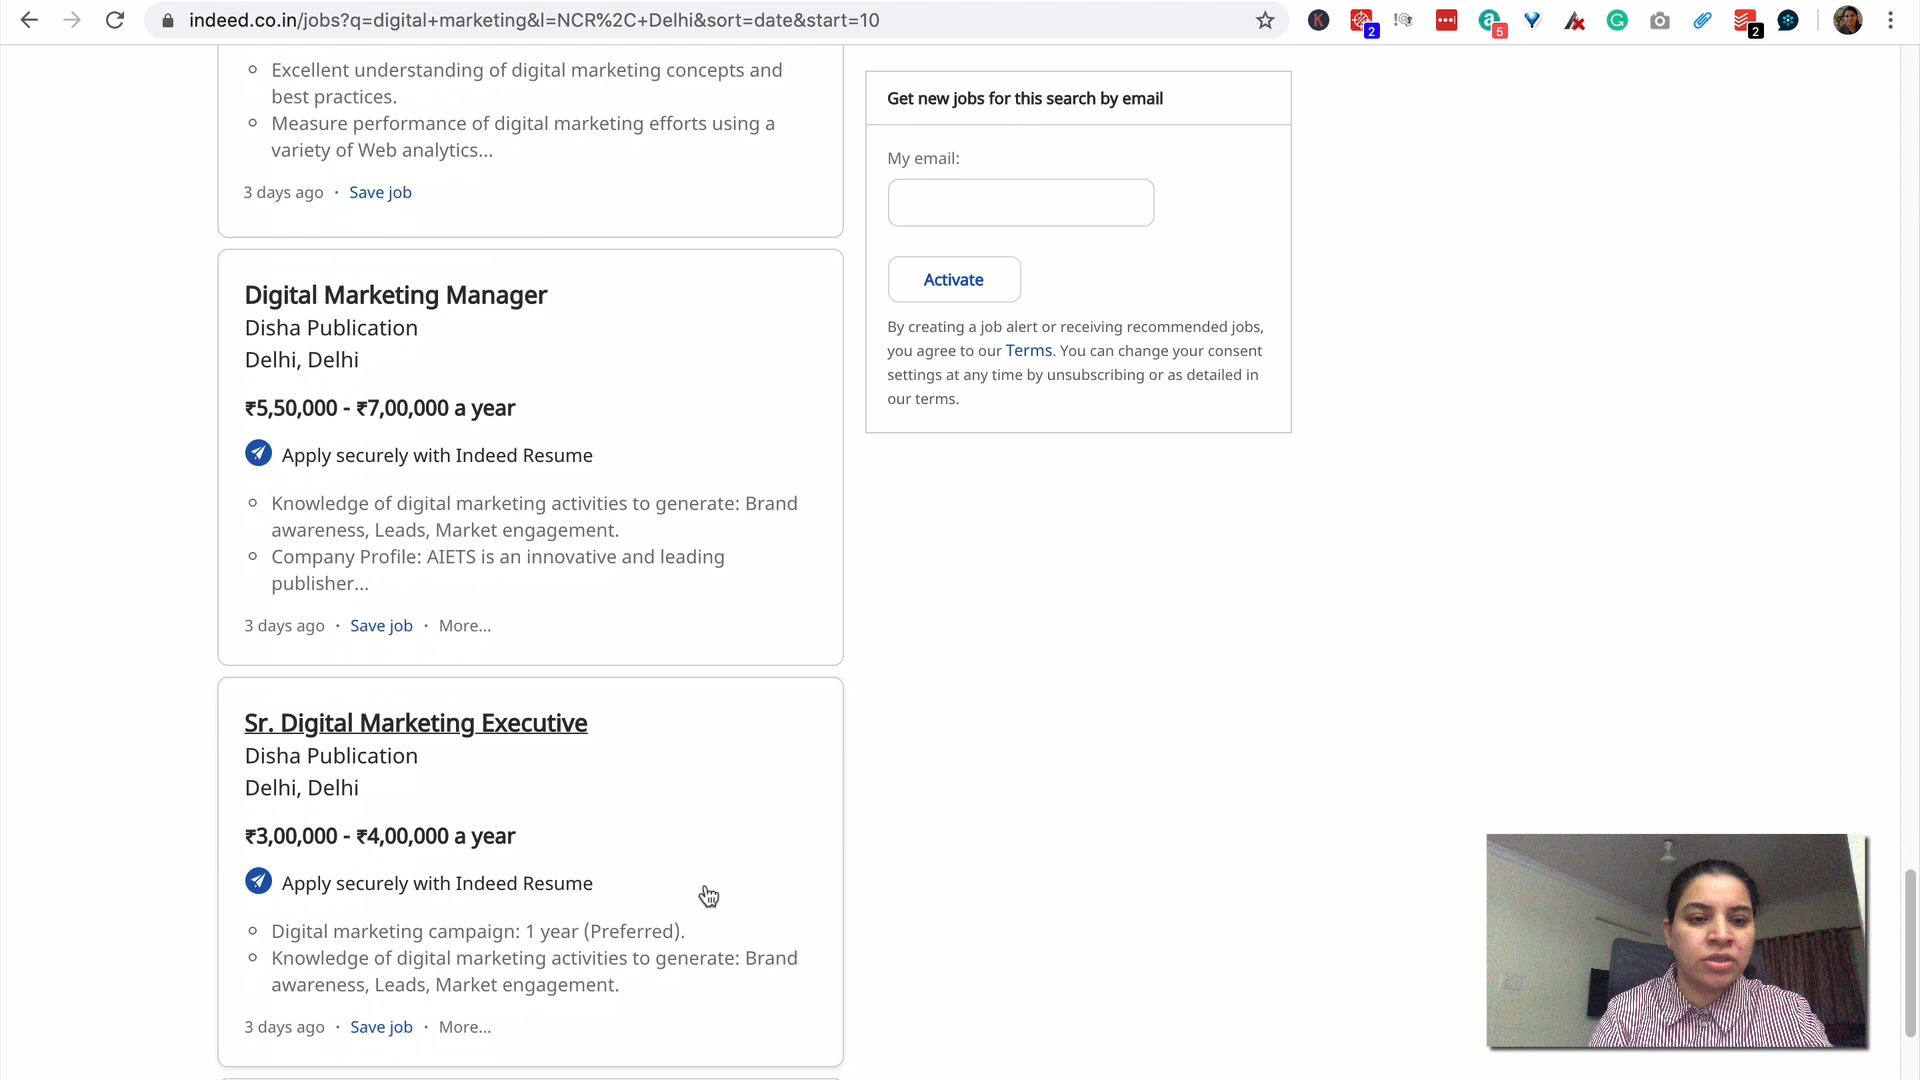 indeed.co.in/jobs?q=digital+marketing&l=NCR%2C+Delhi&sort=date&start=10
2
5
2
Excellent understanding of digital marketing concepts and
best practices.
Measure performance of digital marketing efforts using a
variety of Web analytics...
3 days ago · Save job
Digital Marketing Manager
Disha Publication
Delhi, Delhi
₹5,50,000 - ₹7,00,000 a year
Apply securely with Indeed Resume
Knowledge of digital marketing activities to generate: Brand
awareness, Leads, Market engagement.
Company Profile: AIETS is an innovative and leading
publisher...
3 days ago · Save job · More...
Sr. Digital Marketing Executive
Disha Publication
Delhi, Delhi
₹3,00,000 - ₹4,00,000 a year
Apply securely with Indeed Resume
Digital marketing campaign: 1 year (Preferred).
Knowledge of digital marketing activities to generate: Brand
awareness, Leads, Market engagement.
3 days ago · Save job · More...
Get new jobs for this search by email
My email:
Activate
By creating a job alert or receiving recommended jobs,
you agree to our Terms. You can change your consent
settings at any time by unsubscribing or as detailed in
our terms.